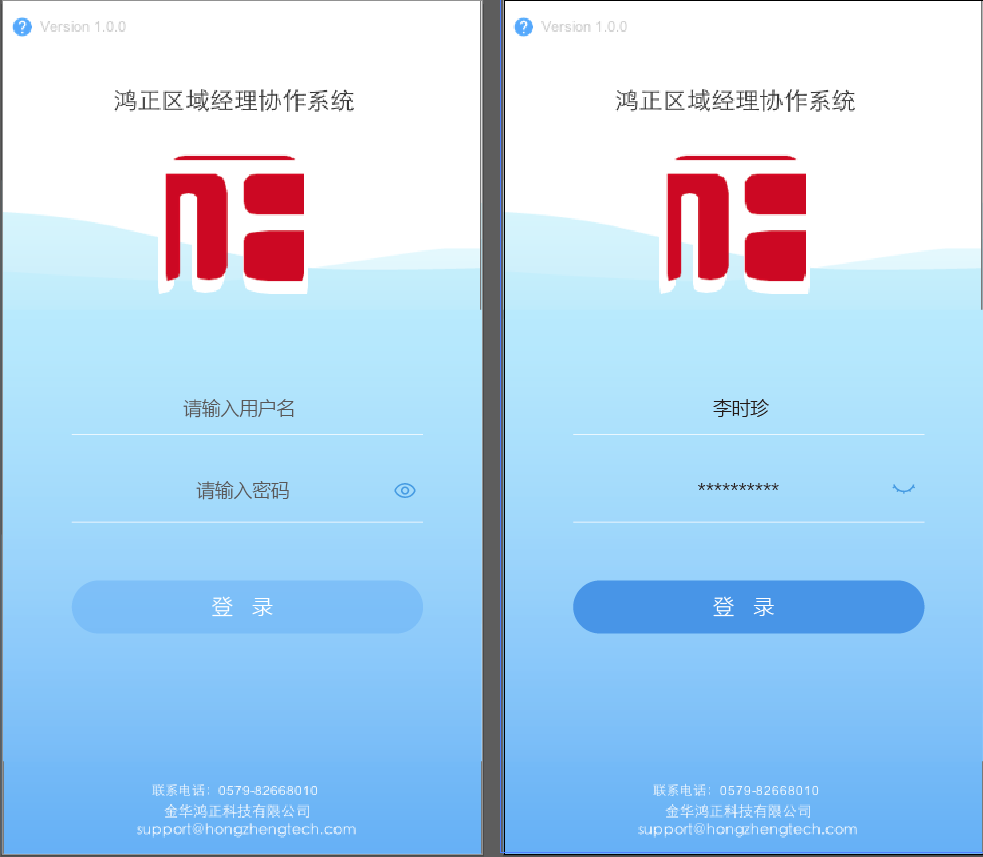 Version 1.0.0
鸿正区域经理协作系统
请输入用户名
请输入密码
登 录
联系电话：0579-82668010
金华鸿正科技有限公司
support@hongzhengtech.com
Version 1.0.0
鸿正区域经理协作系统
李时珍
**********
登 录
联系电话：0579-82668010
金华鸿正科技有限公司
support@hongzhengtech.com